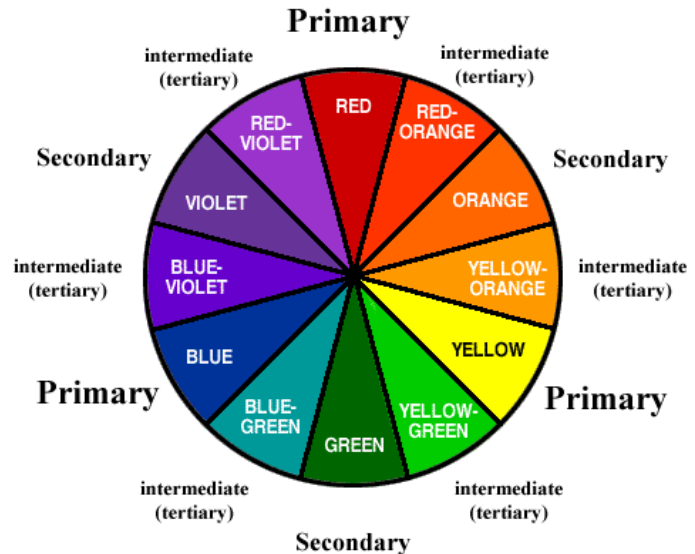 Primary
intermediate
(tertiary)
intermediate
(tertiary)
RED
RED-
VIOLET
RED-
ORANGE
Secondary
Secondary
VIOLET
ORANGE
intermediate
(tertiary)
BLUE-
VIOLET
YELLOW-
ORANGE
intermediate
(tertiary)
BLUE
YELLOW
Primary
Primary
BLUE-
GREEN
YELLOW-
GREEN
GREEN
intermediate
(tertiary)
intermediate
(tertiary)
Secondary